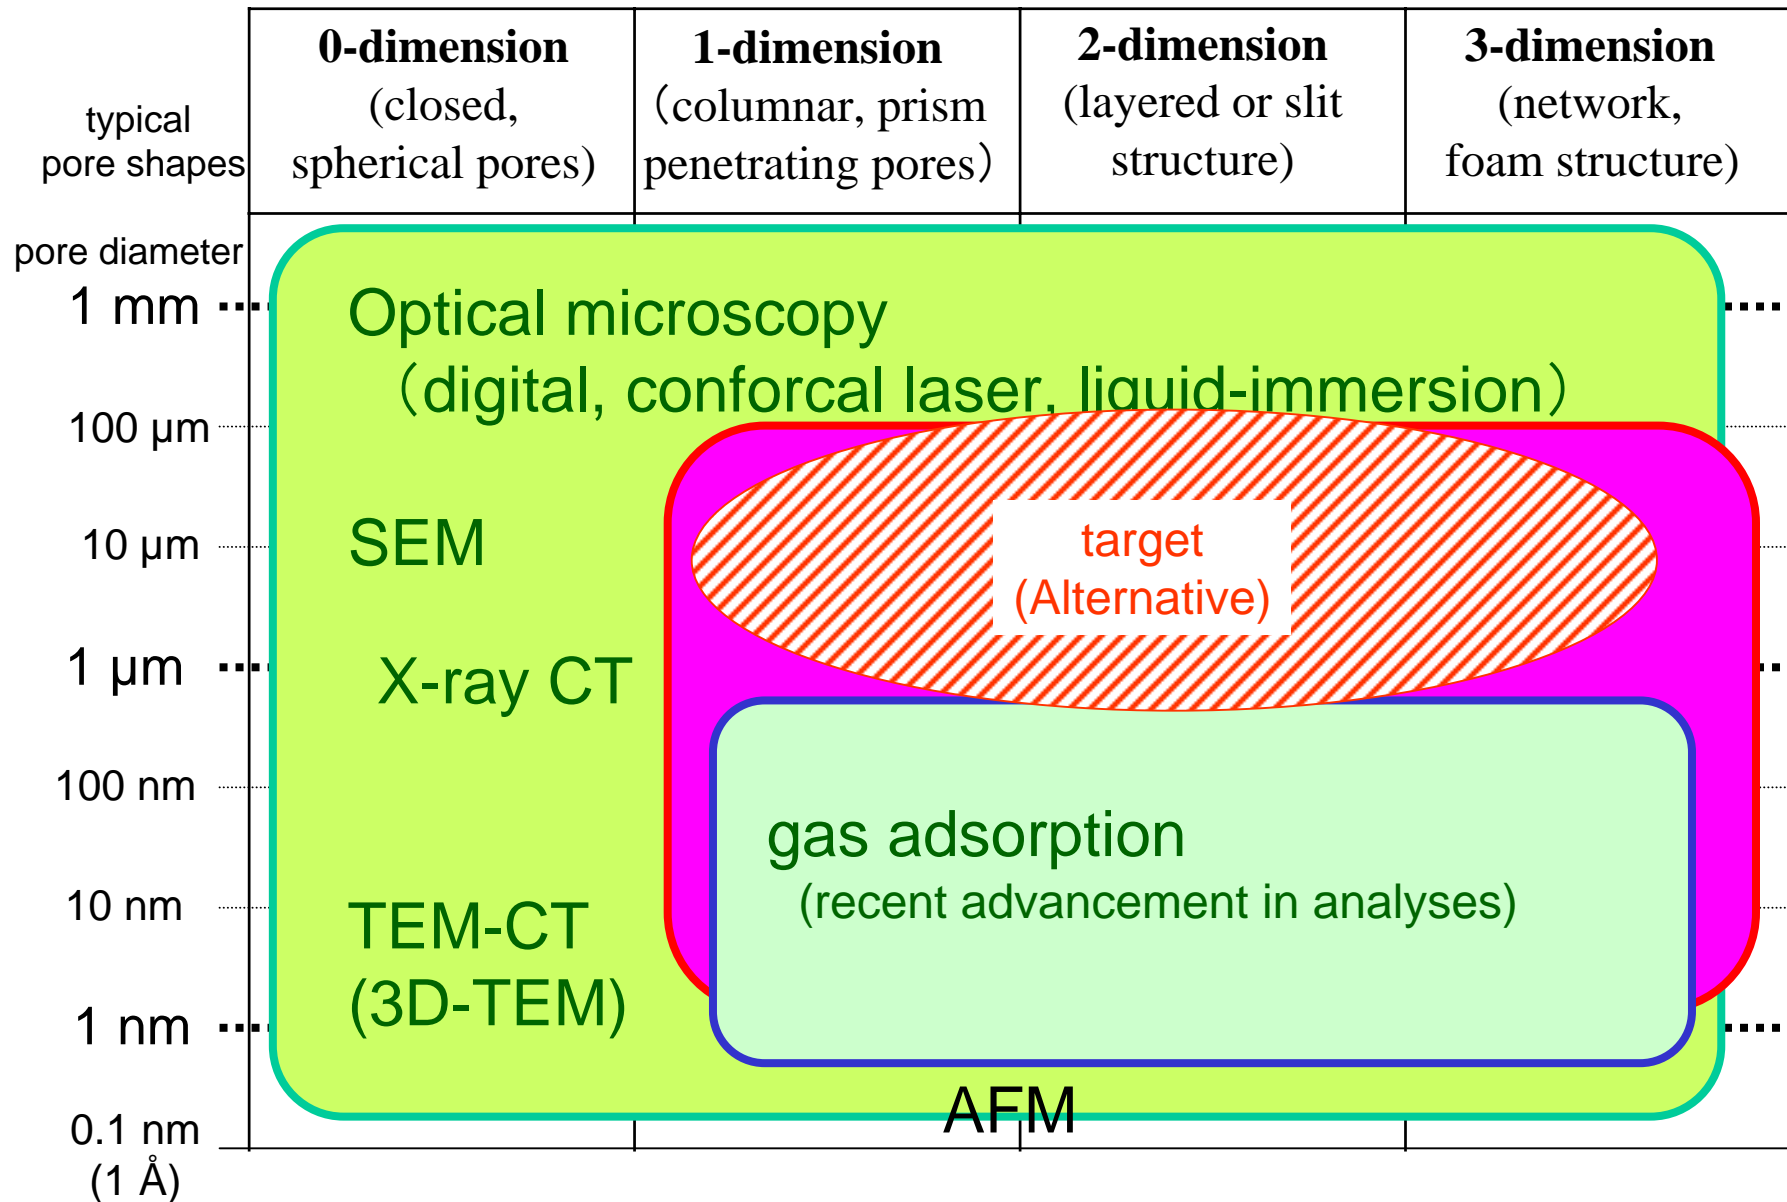 typical
pore shapes
0-dimension
(closed,
spherical pores)
1-dimension
（columnar, prism
penetrating pores）
2-dimension
(layered or slit
structure)
3-dimension
(network,
foam structure)
pore diameter
1 mm
Optical microscopy
（digital, conforcal laser, liquid-immersion）
100 µm
SEM
10 µm
target
(Alternative)
1 µm
X-ray CT
100 nm
gas adsorption
(recent advancement in analyses)
10 nm
TEM-CT
(3D-TEM)
1 nm
AFM
0.1 nm
(1 Å)